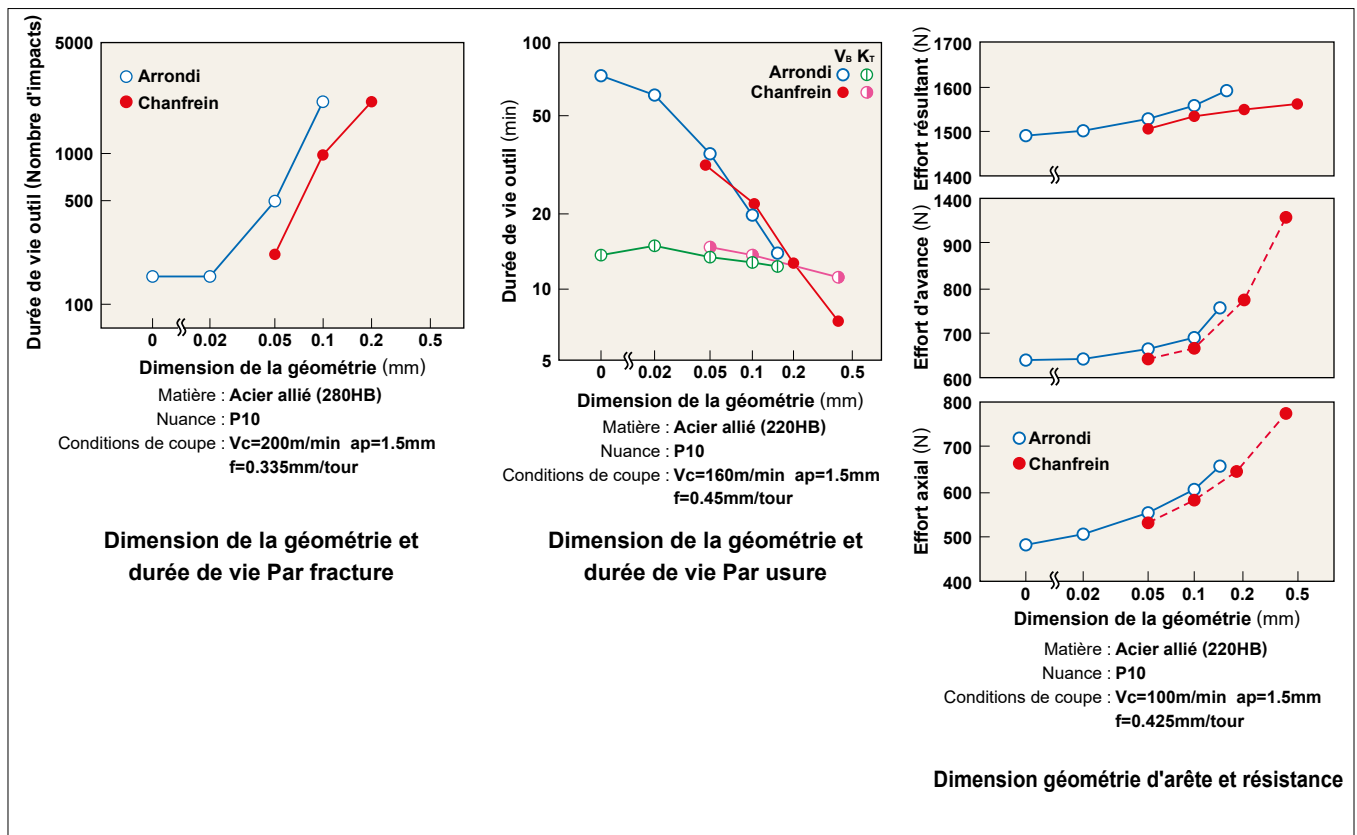 5000
1000
500
100
Durée de vie outil (Nombre d'impacts)
Arrondi
Chanfrein
0 0.02 0.05 0.1 0.2 0.5
Dimension de la géométrie (mm)
Matière : Acier allié (280HB)
Nuance : P10
Conditions de coupe : Vc=200m/min ap=1.5mm
f=0.335mm/tour
Dimension de la géométrie et
durée de vie Par fracture
100
50
20
10
5
Durée de vie outil (min)
VB KT
Arrondi
Chanfrein
0 0.02 0.05 0.1 0.2 0.5
Dimension de la géométrie (mm)
Matière : Acier allié (220HB)
Nuance : P10
Conditions de coupe : Vc=160m/min ap=1.5mm
f=0.45mm/tour
Dimension de la géométrie et
durée de vie Par usure
1700
1600
1500
1400
Effort résultant (N)
1400
900
800
700
600
Effort d'avance (N)
800
700
600
500
400
Effort axial (N)
Arrondi
Chanfrein
0 0.02 0.05 0.1 0.2 0.5
Dimension de la géométrie (mm)
Matière : Acier allié (220HB)
Nuance : P10
Conditions de coupe : Vc=100m/min ap=1.5mm
f=0.425mm/tour
Dimension géométrie d'arête et résistance